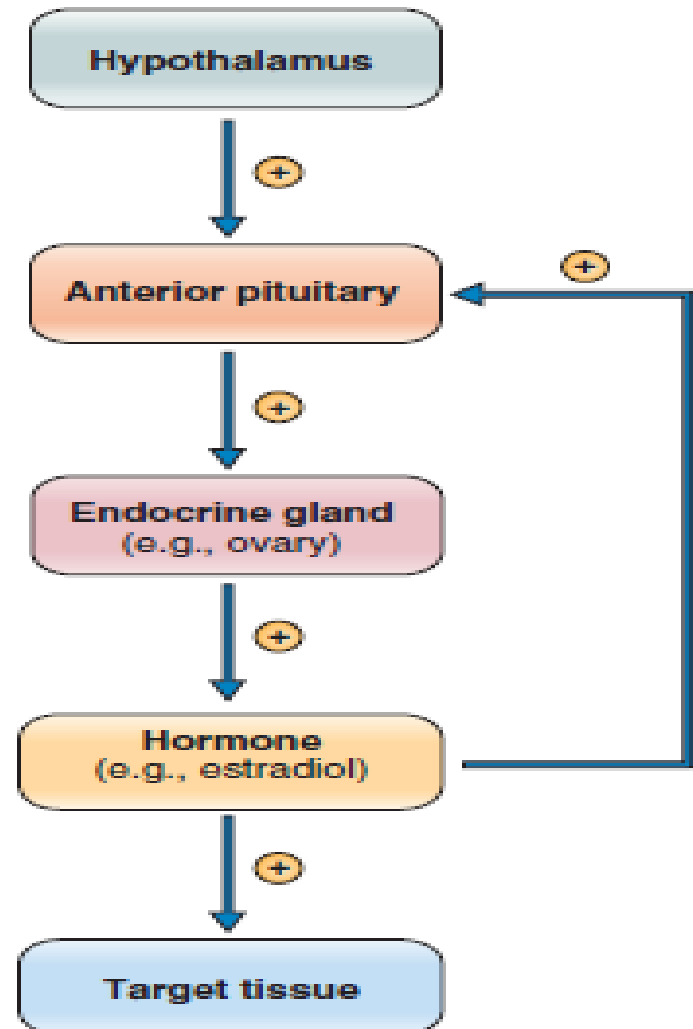 Hypothalamus
+
+
Anterior pituitary
+
Endocrine gland
(e.g., ovary)
+
Hormone
(e.g., estradiol)
+
Target tissue